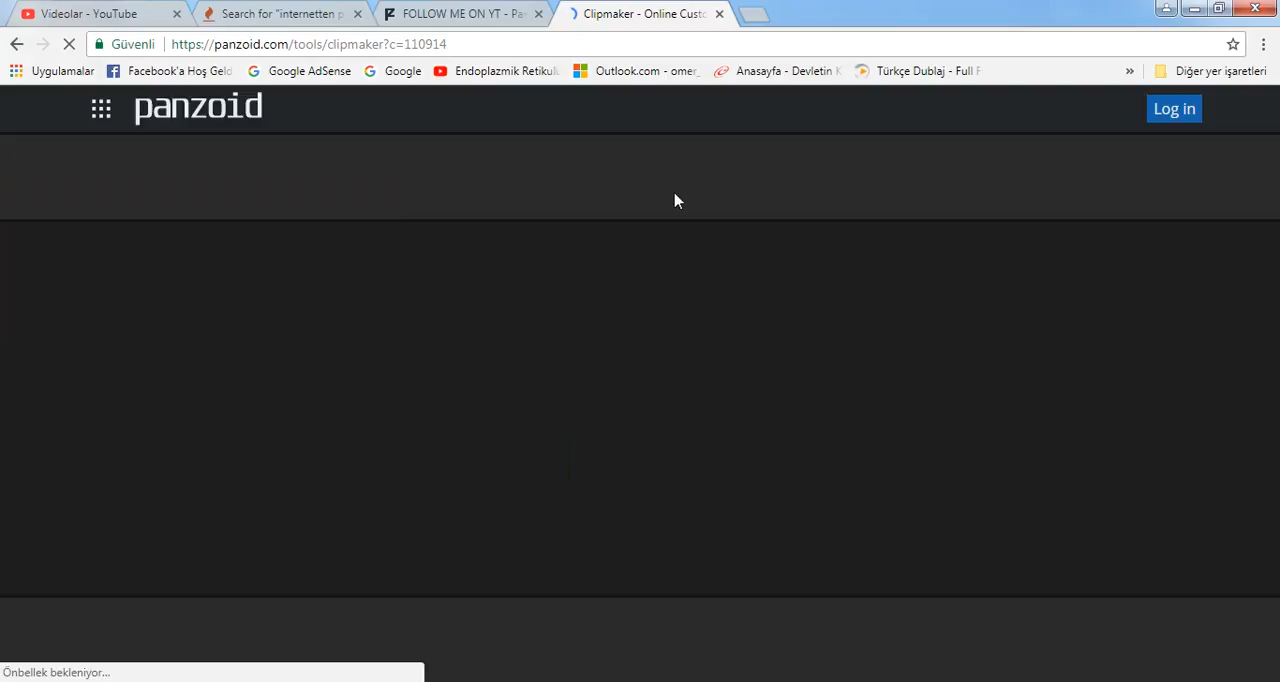 Videolar - YouTube
Search for "internetten p
FOLLOW ME ON YT - Pa
Clipmaker - Online Custo
Güvenli
https://panzoid.com/tools/clipmaker?c=110914
Uygulamalar
Facebook'a Hoş Geld
Google AdSense
Google
Endoplazmik Retikulu
Outlook.com - omer_
Anasayfa - Devletin K
Türkçe Dublaj - Full F
»
Diğer yer işaretleri
panzoid
Log in
Önbellek bekleniyor...